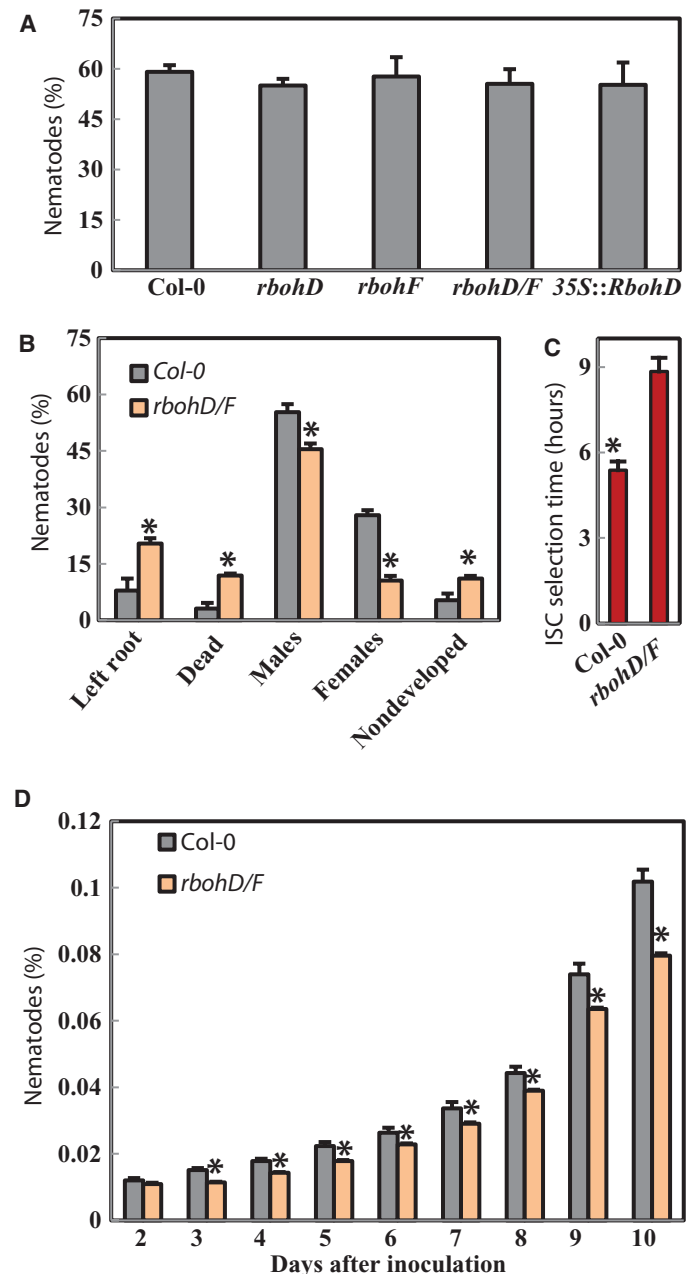 A
Nematodes (%)
75
60
45
30
15
0
Col-0 rbohD rbohF rbohD/F 35S::RbohD
B
Nematodes (%)
75
60
45
30
15
0
Col-0
rbohD/F
*
*
*
*
*
Left root
Dead
Males
Females
Nondeveloped
C
ISC selection time (hours)
9
6
3
0
*
Col-0
rbohD/F
D
Nematodes (%)
0.12
0.1
0.08
0.06
0.04
0.02
0
Col-0
rbohD/F
*
*
*
*
*
*
*
*
2 3 4 5 6 7 8 9 10
Days after inoculation